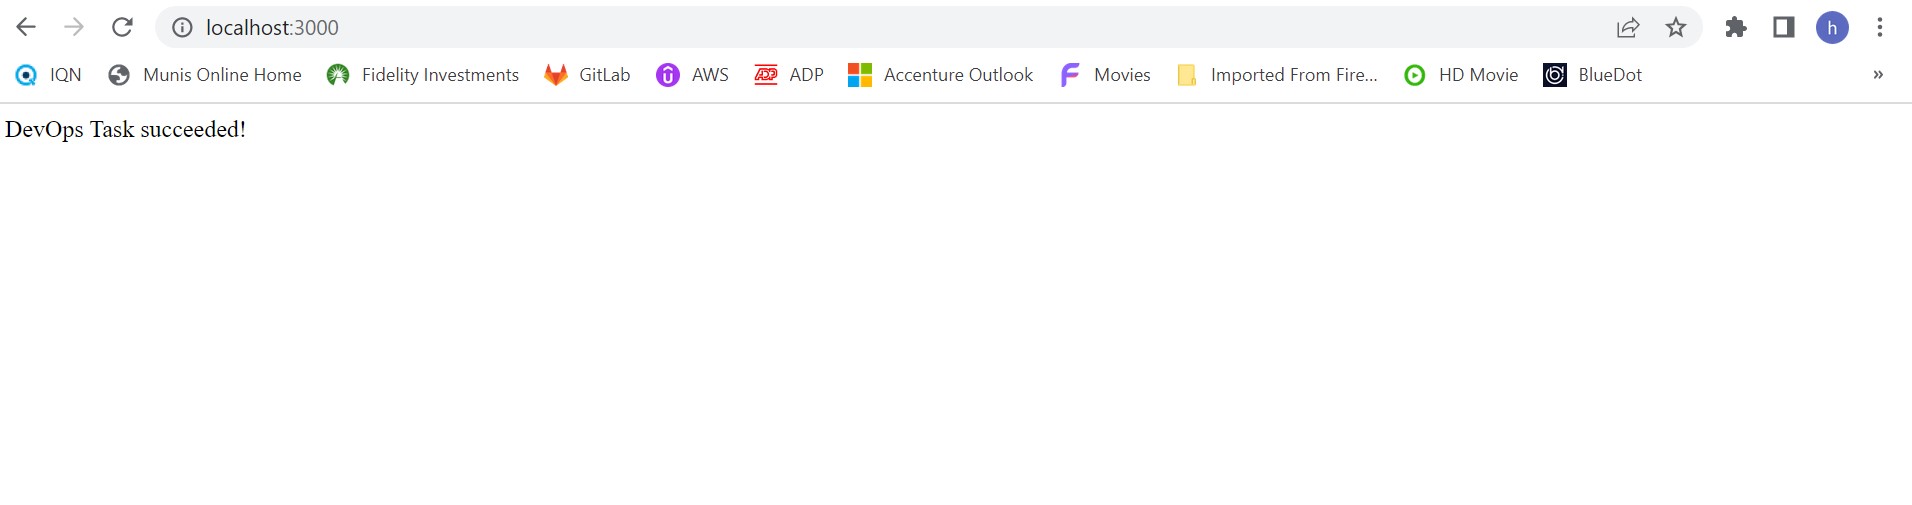 localhost:3000 h
IQN Munis Online Home Fidelity Investments GitLab AWS ADP ADP Accenture Outlook Movies Imported From Fire... HD Movie BlueDot »
DevOps Task succeeded!